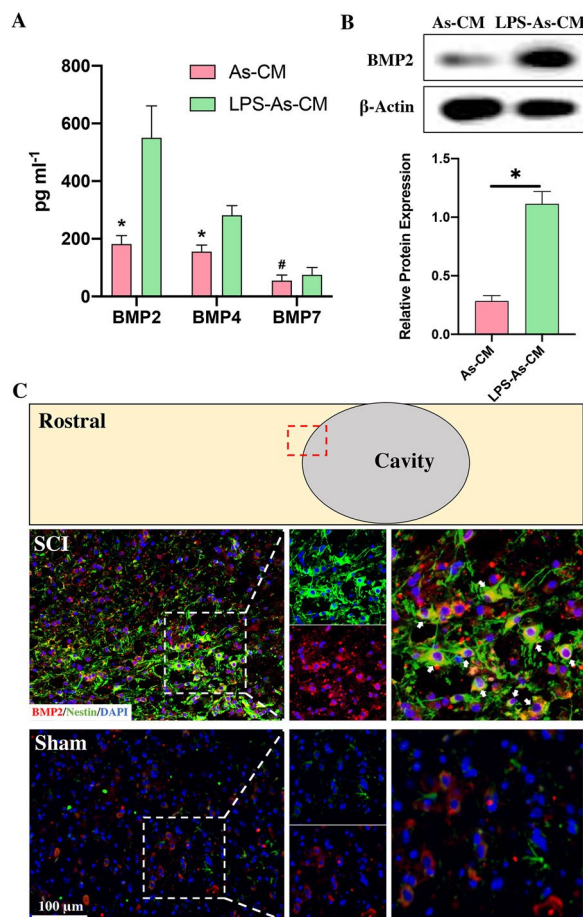 A
800
600
400
200
0
pg ml⁻¹
As-CM
LPS-As-CM
*
*
#
BMP2
BMP4
BMP7
B
As-CM LPS-As-CM
BMP2
β-Actin
Relative Protein Expression
1.5
1.0
0.5
0.0
*
As-CM
LPS-As-CM
C
Rostral
Cavity
SCI
BMP2/Nestin/DAPI
Sham
100 μm